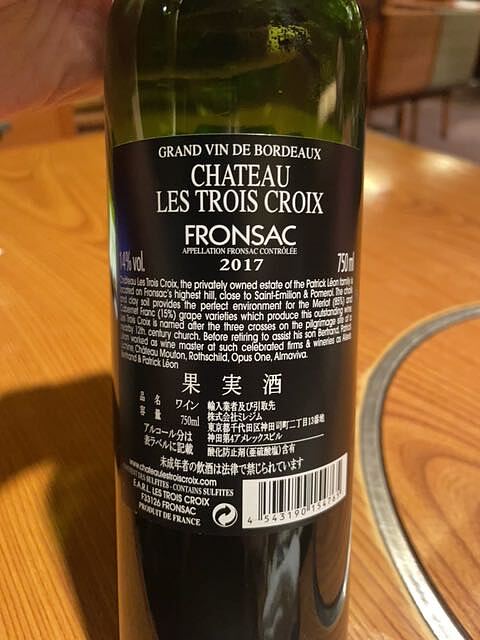 GRAND VIN DE BORDEAUX
CHATEAU
LES TROIS CROIX
FRONSAC
APPELLATION FRONSAC CONTRÔLÉE
14% vol.
2017
750 ml
Château Les Trois Croix, the privately owned estate of the Patrick Léon family is
located on Fronsac's highest hill, close to Saint-Emilion & Pomerol. The chalk
and clay soil provides the perfect environment for the Merlot (85%) and
Cabernet Franc (15%) grape varieties which produce this outstanding wine.
Les Trois Croix is named after the three crosses on the pilgrimage site of a
nearby 12th century church. Before retiring to assist his son Bertrand, Patrick
Léon worked as wine master at such celebrated firms & wineries as Alexis
Lichine, Château Mouton, Rothschild, Opus One, Almaviva.
Bertrand & Patrick Léon
果実酒
品名 ワイン
容量 750ml
アルコール分は
表ラベルに記載
輸入業者及び引取先
株式会社ミレジム
東京都千代田区神田司町二丁目13番地
神田第4アメレックスビル
酸化防止剤(亜硫酸塩)含有
未成年者の飲酒は法律で禁じられています
www.chateaulestroiscroix.com
CONTIENT DES SULFITES - CONTAINS SULFITES
E.A.R.L. LES TROIS CROIX
F33126 FRONSAC
PRODUIT DE FRANCE